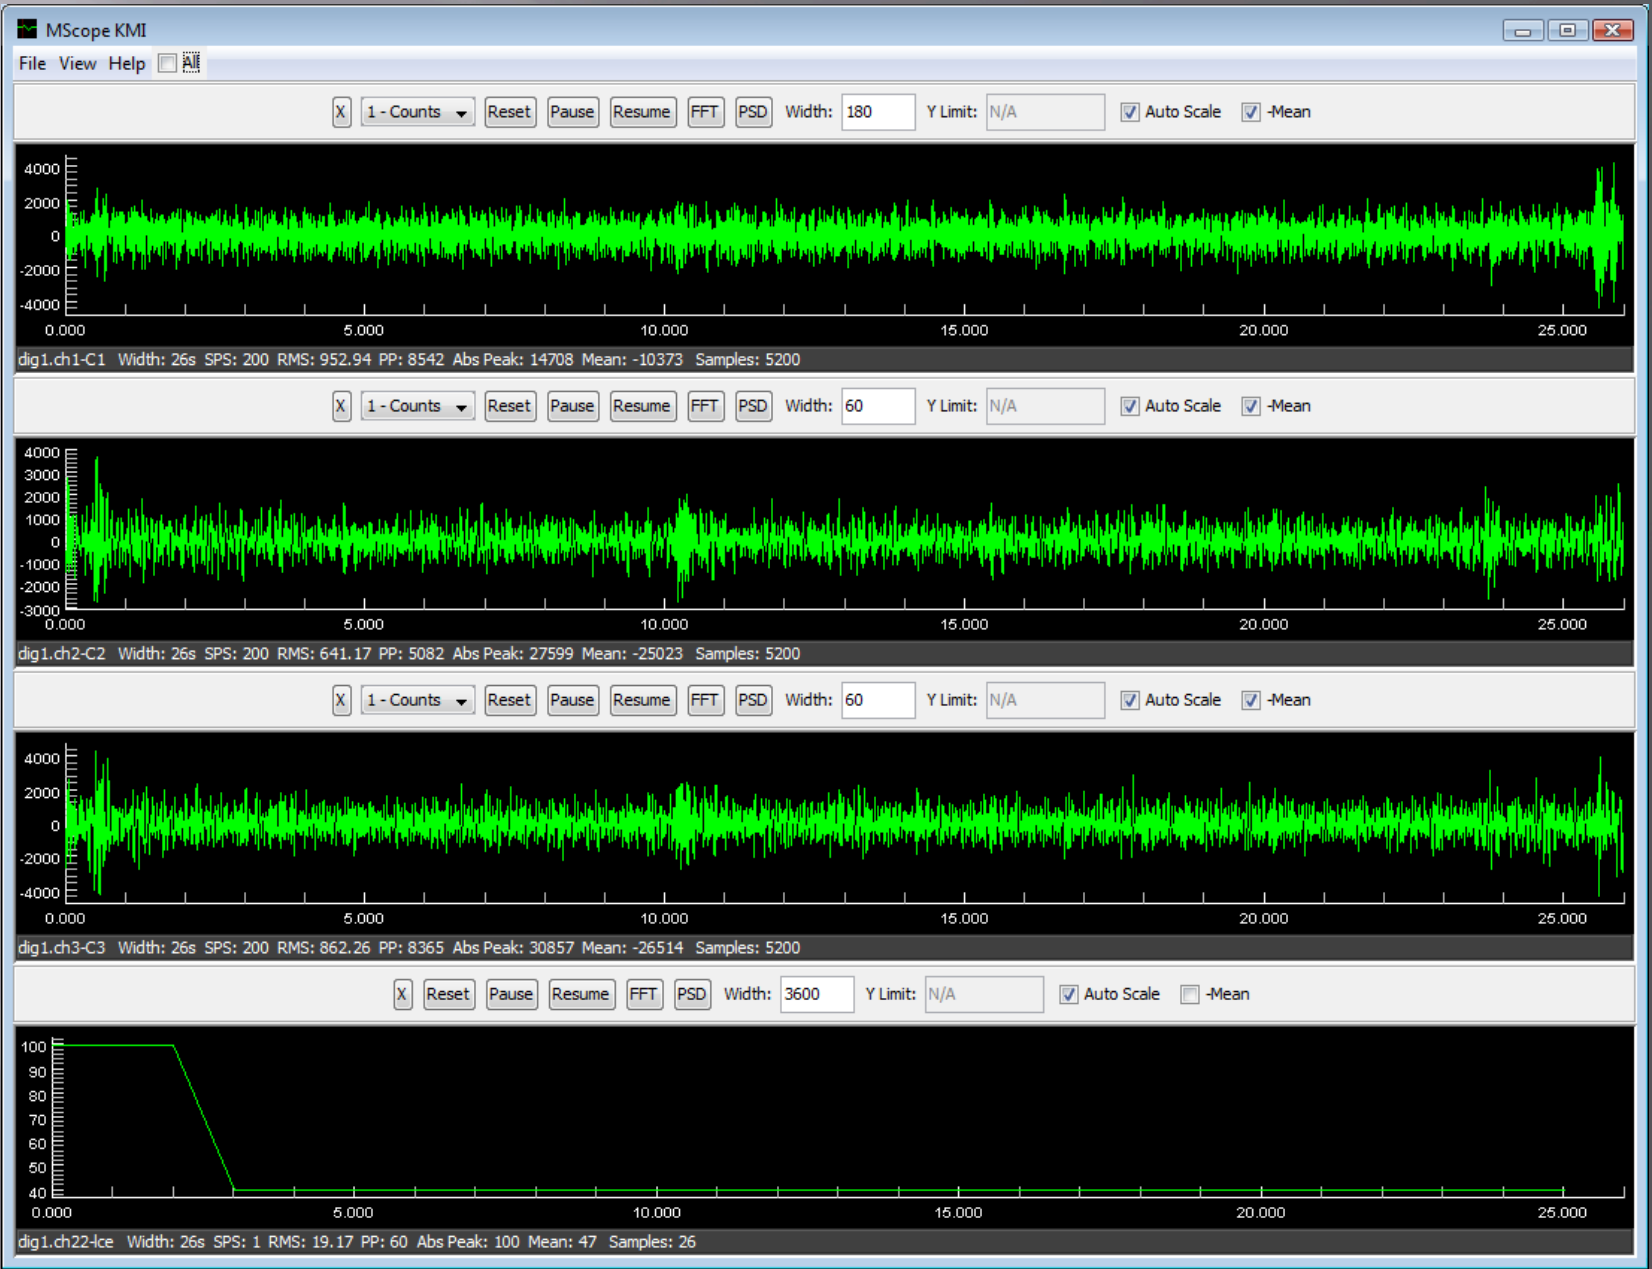 MScope KMI
File View Help All
X 1 - Counts Reset Pause Resume FFT PSD Width: 180 Y Limit: N/A Auto Scale -Mean
4000
2000
0
-2000
-4000
0.000 5.000 10.000 15.000 20.000 25.000
dig1.ch1-C1 Width: 26s SPS: 200 RMS: 952.94 PP: 8542 Abs Peak: 14708 Mean: -10373 Samples: 5200
X 1 - Counts Reset Pause Resume FFT PSD Width: 60 Y Limit: N/A Auto Scale -Mean
4000
3000
2000
1000
0
-1000
-2000
-3000
0.000 5.000 10.000 15.000 20.000 25.000
dig1.ch2-C2 Width: 26s SPS: 200 RMS: 641.17 PP: 5082 Abs Peak: 27599 Mean: -25023 Samples: 5200
X 1 - Counts Reset Pause Resume FFT PSD Width: 60 Y Limit: N/A Auto Scale -Mean
4000
2000
0
-2000
-4000
0.000 5.000 10.000 15.000 20.000 25.000
dig1.ch3-C3 Width: 26s SPS: 200 RMS: 862.26 PP: 8365 Abs Peak: 30857 Mean: -26514 Samples: 5200
X Reset Pause Resume FFT PSD Width: 3600 Y Limit: N/A Auto Scale -Mean
100
90
80
70
60
50
40
0.000 5.000 10.000 15.000 20.000 25.000
dig1.ch22-lce Width: 26s SPS: 1 RMS: 19.17 PP: 60 Abs Peak: 100 Mean: 47 Samples: 26